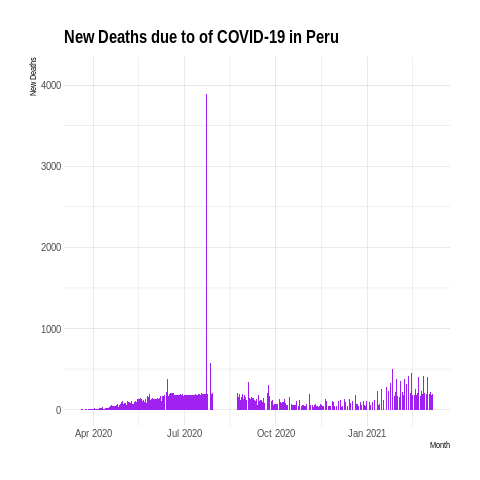 New Deaths due to of COVID-19 in Peru
New Deaths
4000
3000
2000
1000
0
Apr 2020
Jul 2020
Oct 2020
Jan 2021
Month